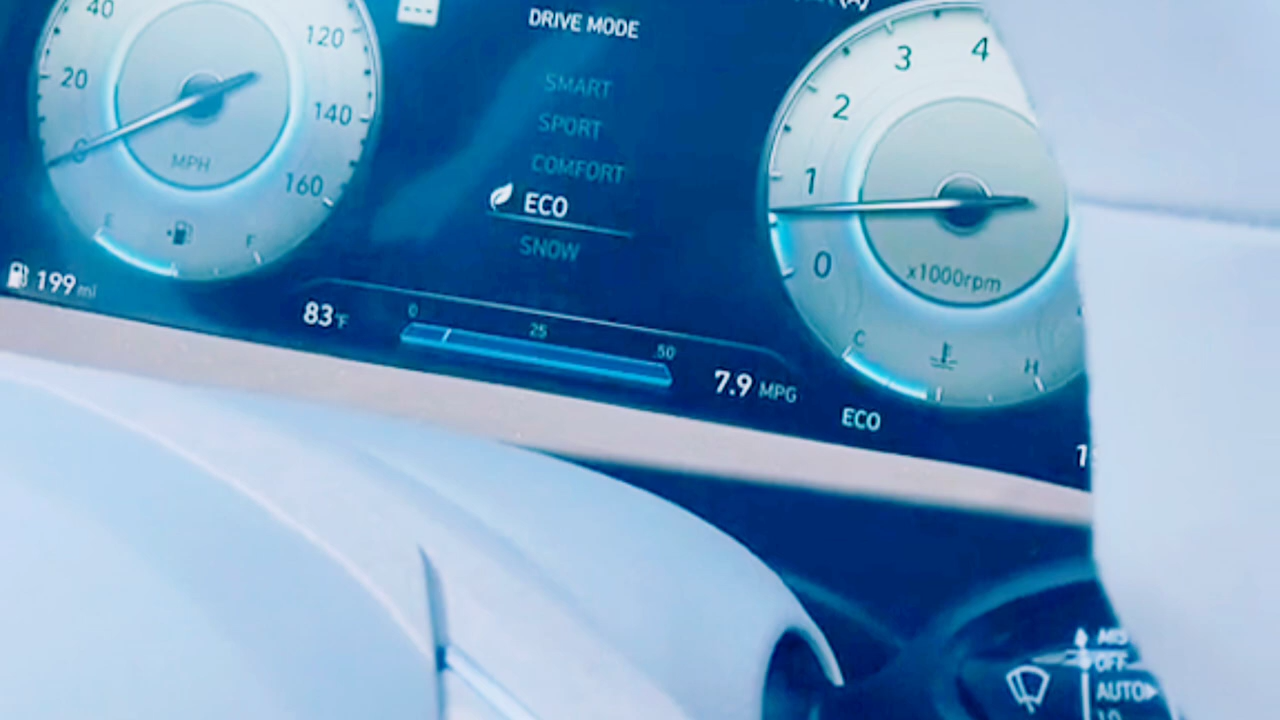 40
20
0
120
140
160
MPH
E
F
199 mi
DRIVE MODE
SMART
SPORT
COMFORT
ECO
SNOW
83°F
0
25
50
7.9 MPG
ECO
0
1
2
3
4
x1000rpm
C
H
OFF
AUTO